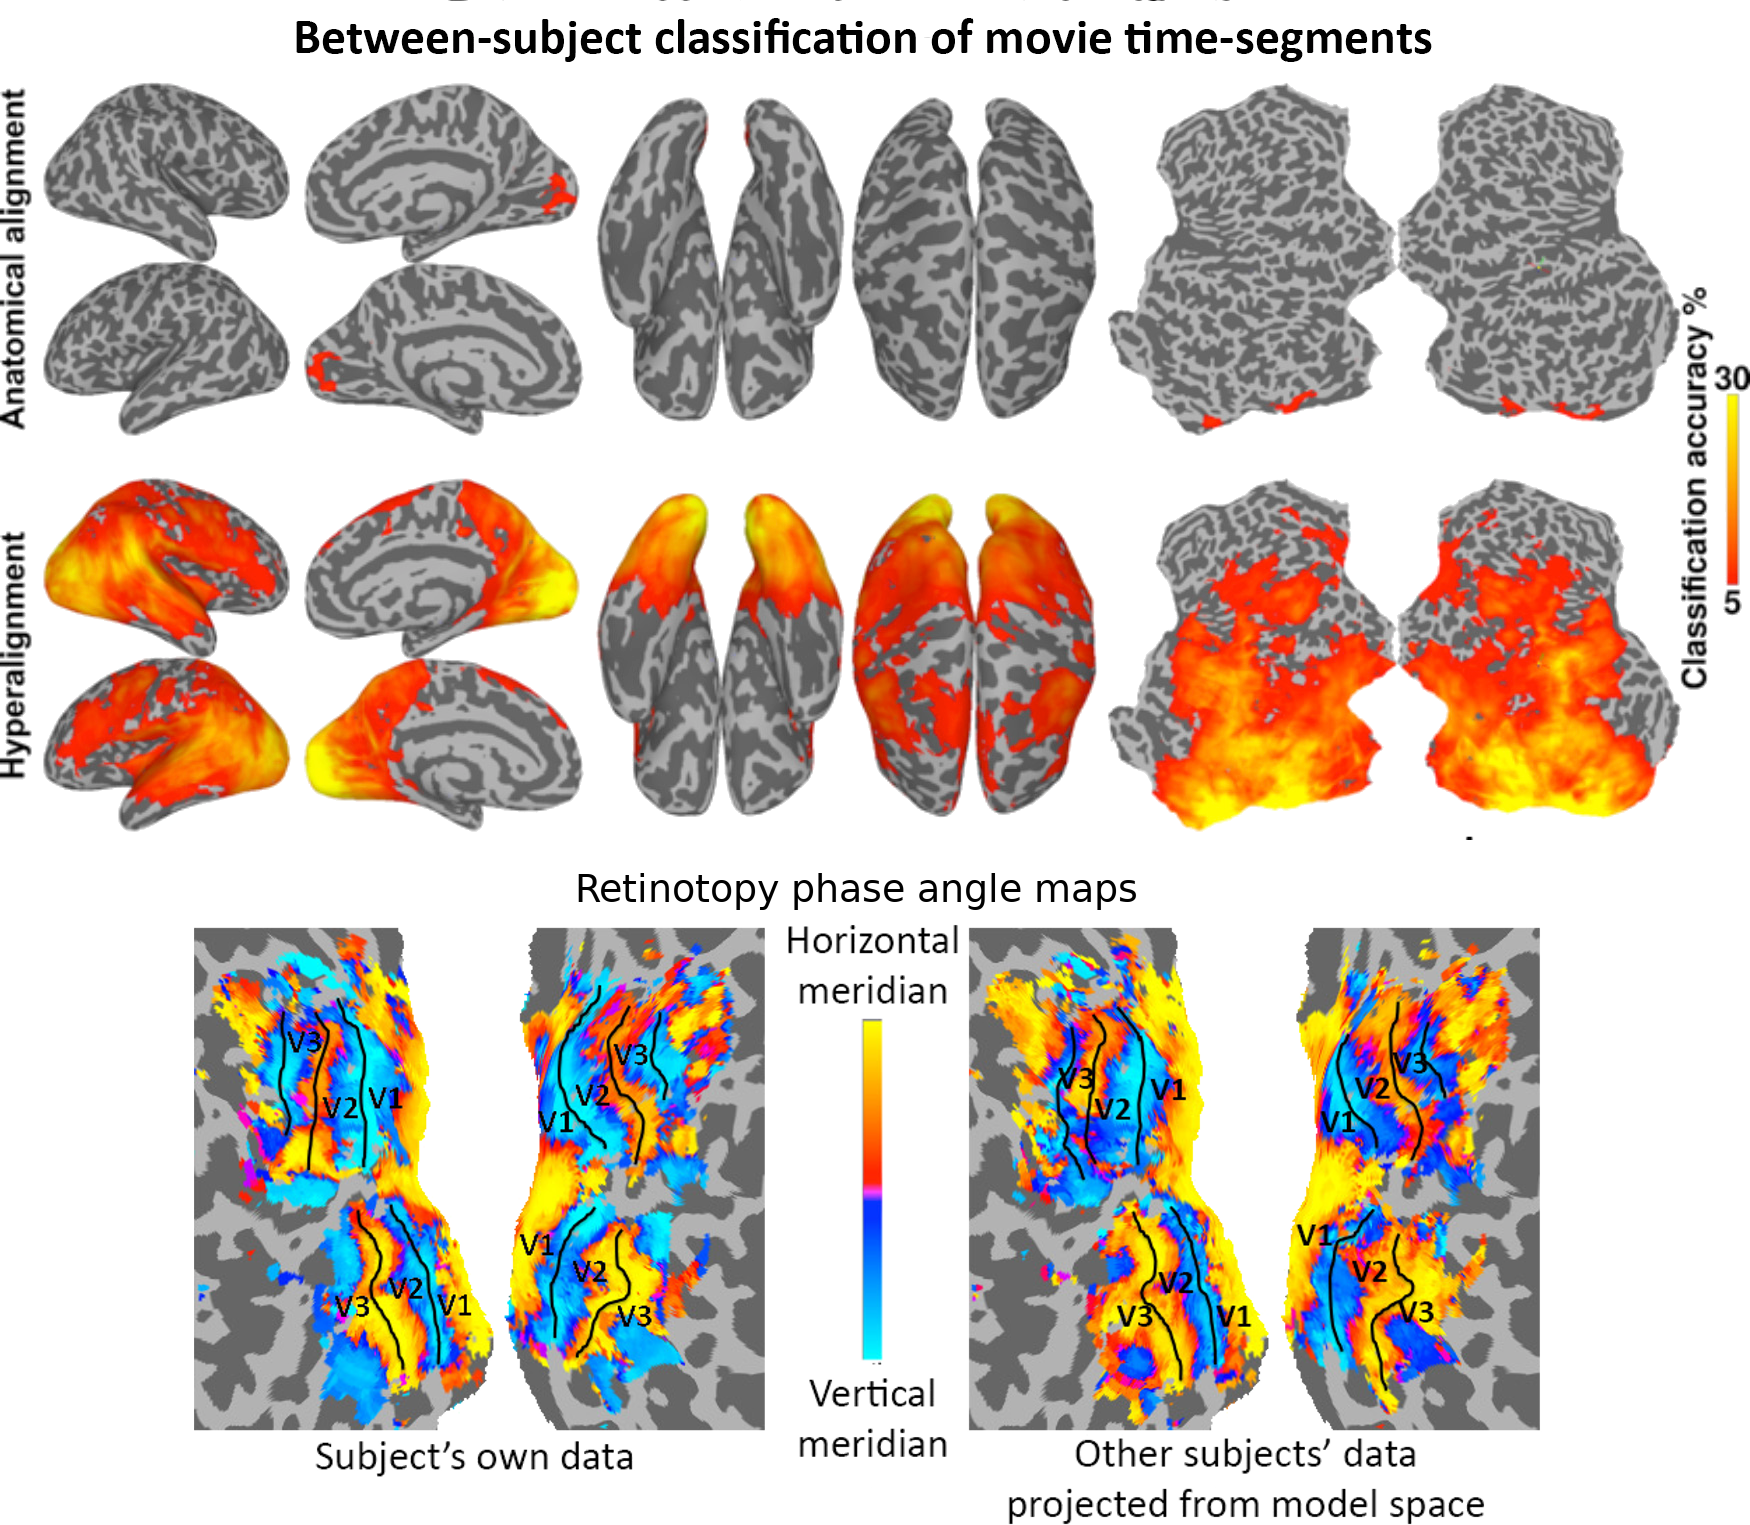 Between-subject classification of movie time-segments
Anatomical alignment
Hyperalignment
Classification accuracy %
30
5
Retinotopy phase angle maps
Horizontal
meridian
Vertical
meridian
V3
V2
V1
V3
V2
V1
V1
V2
V3
V1
V2
V3
Subject's own data
V3
V2
V1
V3
V2
V1
V1
V2
V3
V1
V2
V3
Other subjects' data
projected from model space